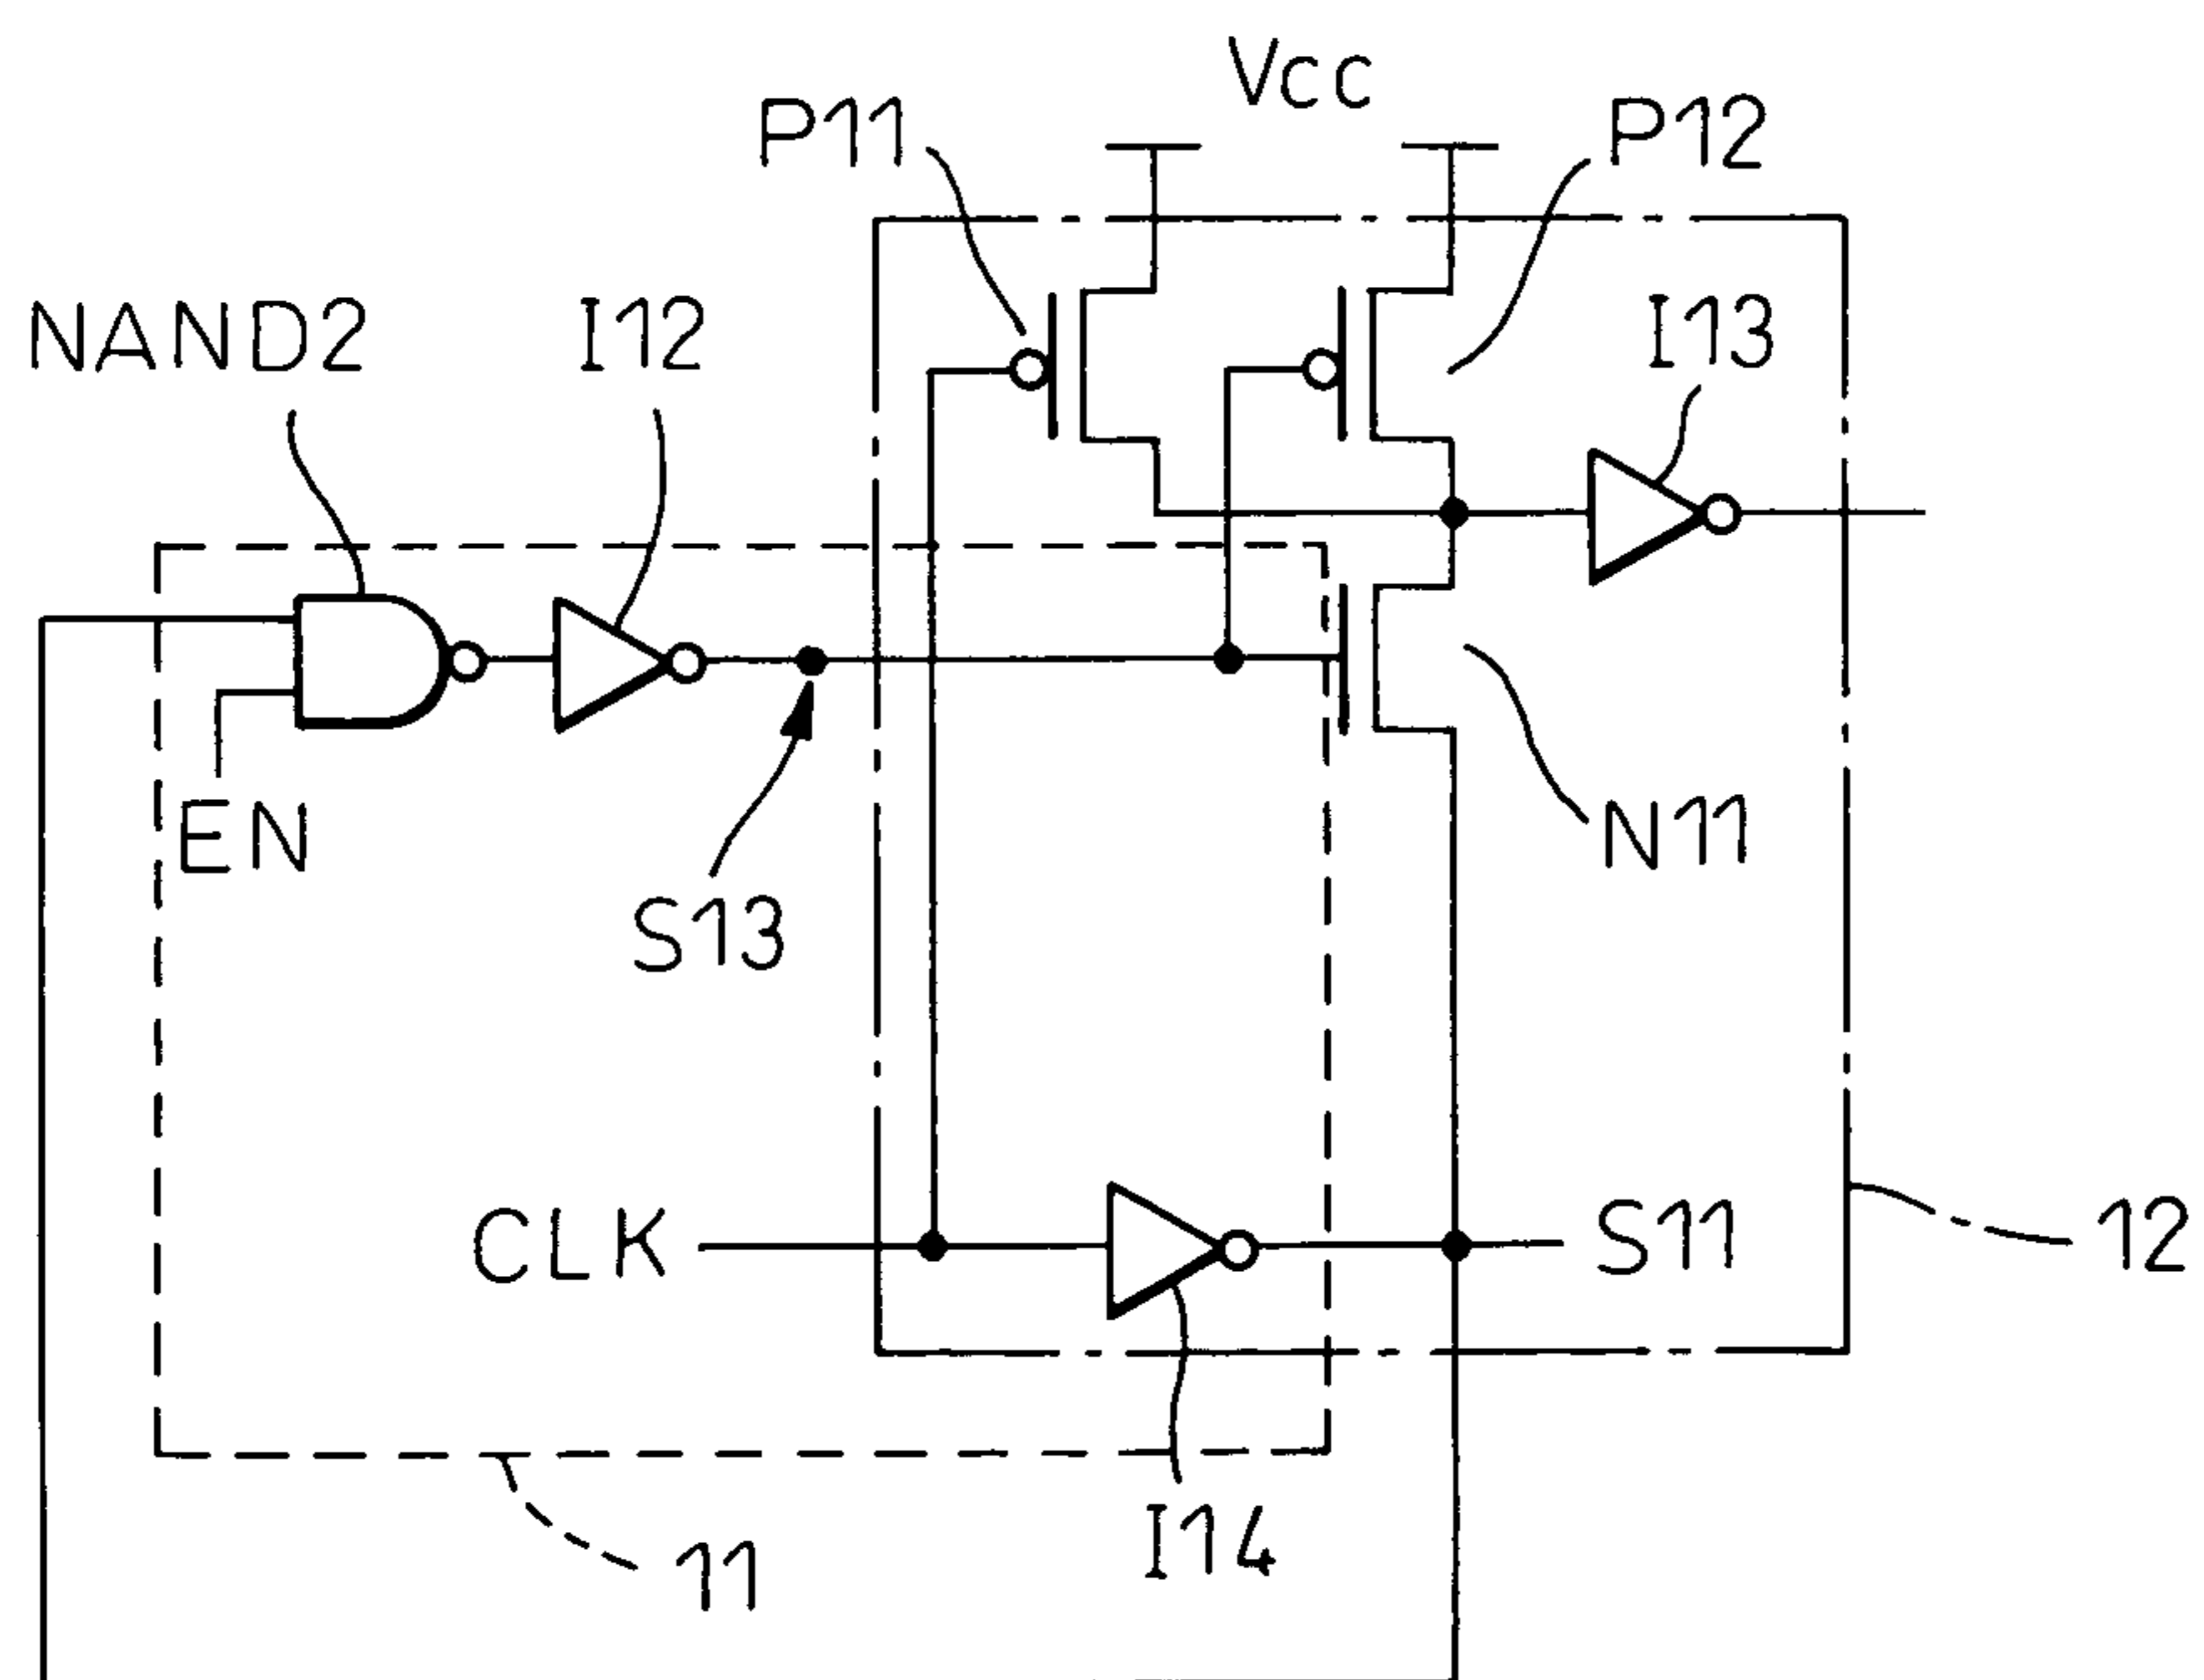 Vcc
P11
P12
NAND2
I12
I13
EN
N11
S13
CLK
S11
12
I14
11